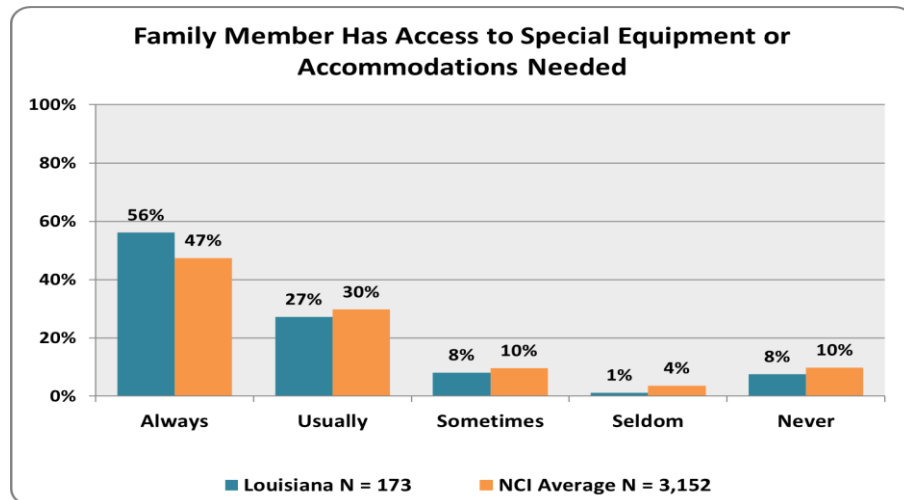 Family Member Has Access to Special Equipment or
Accommodations Needed
100%
80%
60%
40%
20%
0%
56%
47%
27%
30%
8%
10%
1%
4%
8%
10%
Always
Usually
Sometimes
Seldom
Never
Louisiana N = 173
NCI Average N = 3,152